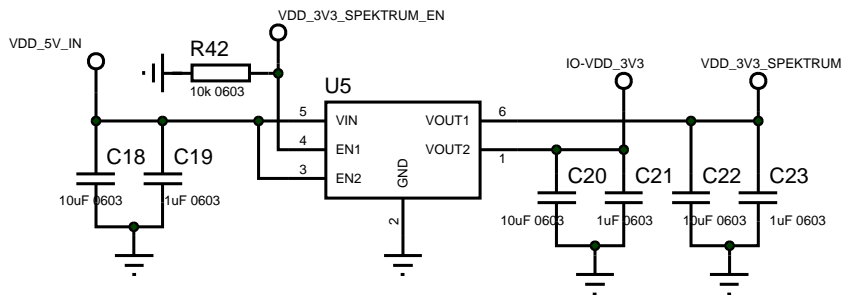 VDD_3V3_SPEKTRUM_EN
VDD_5V_IN
R42
10k 0603
IO-VDD_3V3
VDD_3V3_SPEKTRUM
U5
5
VIN
VOUT1
6
4
EN1
VOUT2
1
3
EN2
GND
2
C18
10uF 0603
C19
1uF 0603
C20
10uF 0603
C21
1uF 0603
C22
10uF 0603
C23
1uF 0603